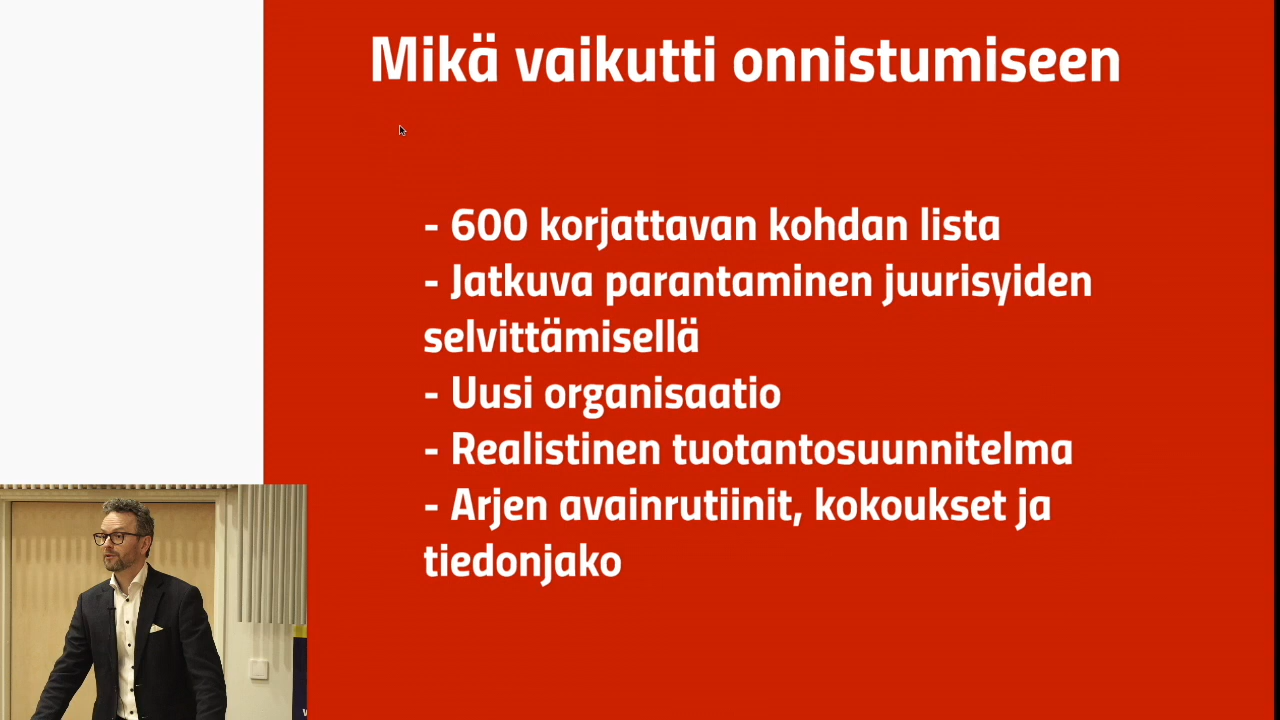 Mikä vaikutti onnistumiseen
- 600 korjattavan kohdan lista
- Jatkuva parantaminen juurisyiden
selvittämisellä
- Uusi organisaatio
- Realistinen tuotantosuunnitelma
- Arjen avainrutiinit, kokoukset ja
tiedonjako